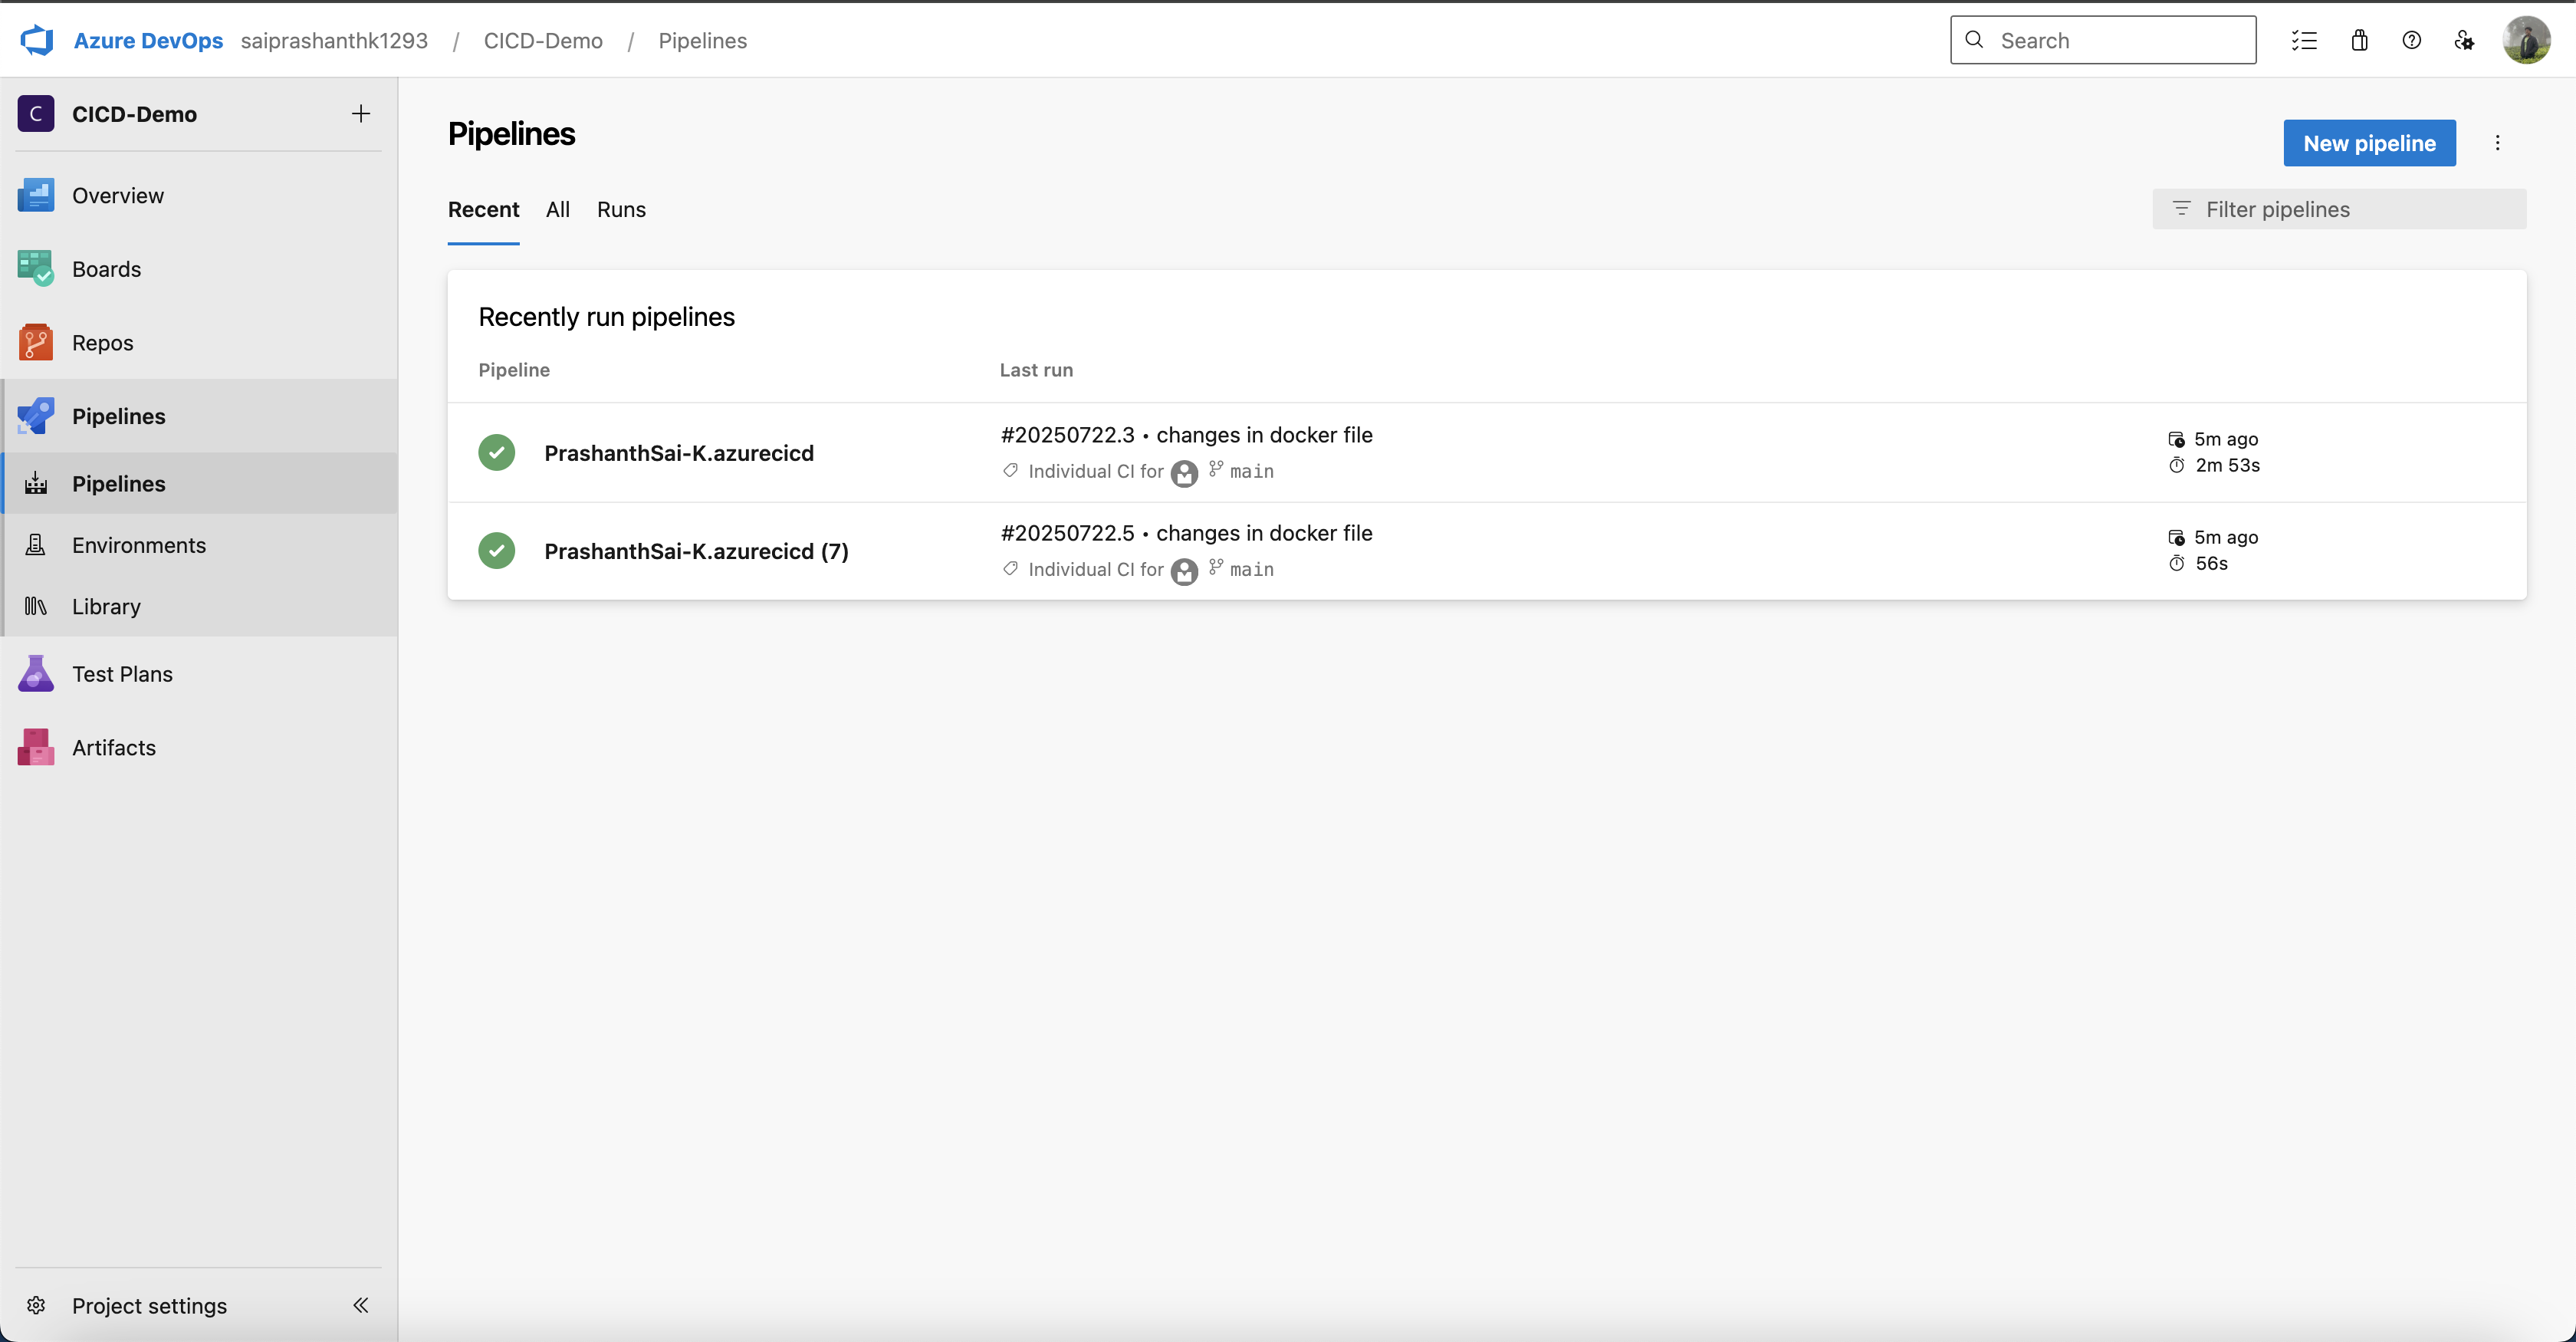 Azure DevOps saiprashanthk1293 / CICD-Demo / Pipelines
Search
C CICD-Demo
Overview
Boards
Repos
Pipelines
Pipelines
Environments
Library
Test Plans
Artifacts
Project settings
Pipelines
New pipeline
Recent All Runs
Filter pipelines
Recently run pipelines
Pipeline Last run
PrashanthSai-K.azurecicd
#20250722.3 • changes in docker file
Individual CI for main
5m ago
2m 53s
PrashanthSai-K.azurecicd (7)
#20250722.5 • changes in docker file
Individual CI for main
5m ago
56s